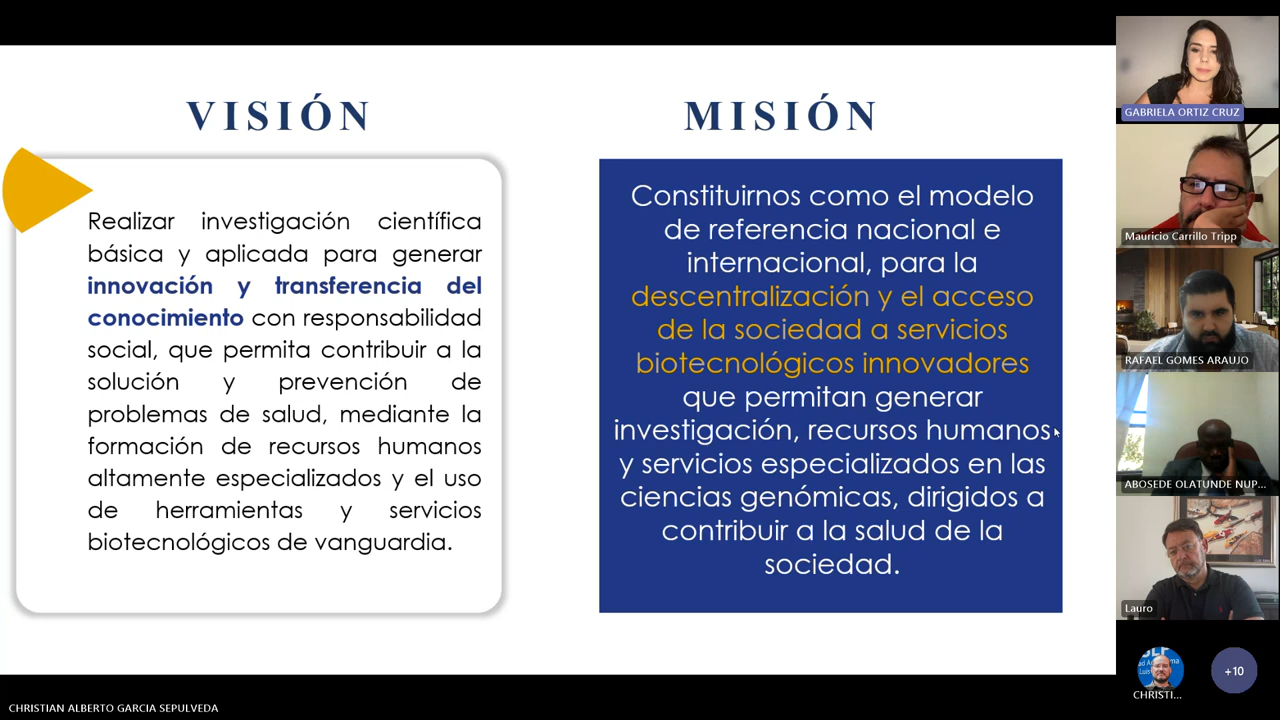 VISIÓN
Realizar investigación científica
básica y aplicada para generar
innovación y transferencia del
conocimiento con responsabilidad
social, que permita contribuir a la
solución y prevención de
problemas de salud, mediante la
formación de recursos humanos
altamente especializados y el uso
de herramientas y servicios
biotecnológicos de vanguardia.
MISIÓN
Constituirnos como el modelo
de referencia nacional e
internacional, para la
descentralización y el acceso
de la sociedad a servicios
biotecnológicos innovadores
que permitan generar
investigación, recursos humanos
y servicios especializados en las
ciencias genómicas, dirigidos a
contribuir a la salud de la
sociedad.
GABRIELA ORTIZ CRUZ
Mauricio Carrillo Tripp
RAFAEL GOMES ARAUJO
ABOSEDE OLATUNDE NUP...
Lauro
CHRISTI...
+10
CHRISTIAN ALBERTO GARCIA SEPULVEDA